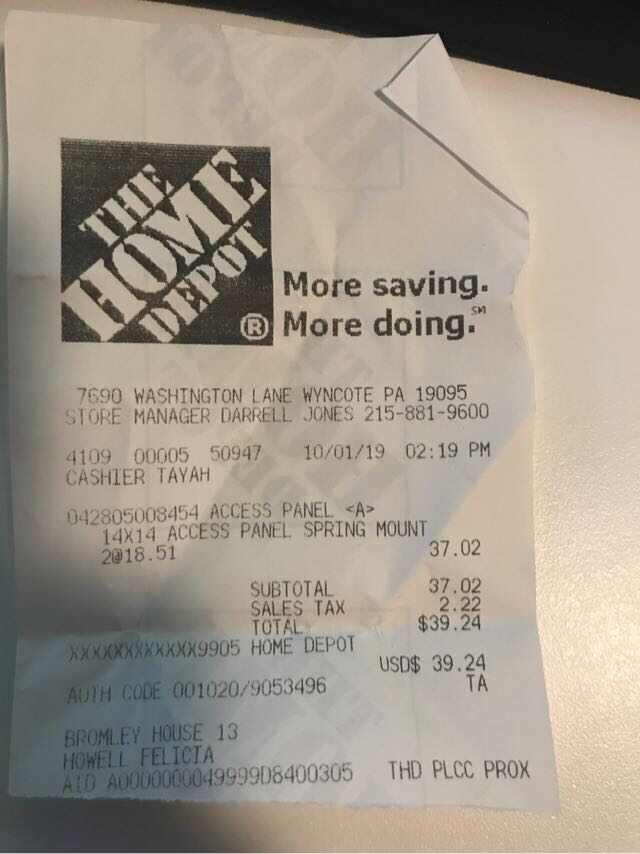 THE
HOME
DEPOT
®
More saving.
More doing.℠
7690 WASHINGTON LANE WYNCOTE PA 19095
STORE MANAGER DARRELL JONES 215-881-9600
4109 00005 50947 10/01/19 02:19 PM
CASHIER TAYAH
042805008454 ACCESS PANEL <A>
14X14 ACCESS PANEL SPRING MOUNT
2@18.51 37.02
SUBTOTAL 37.02
SALES TAX 2.22
TOTAL $39.24
XXXXXXXXXXXX9905 HOME DEPOT
USD$ 39.24
AUTH CODE 001020/9053496 TA
BROMLEY HOUSE 13
HOWELL FELICIA
AID A0000000049999D8400305 THD PLCC PROX